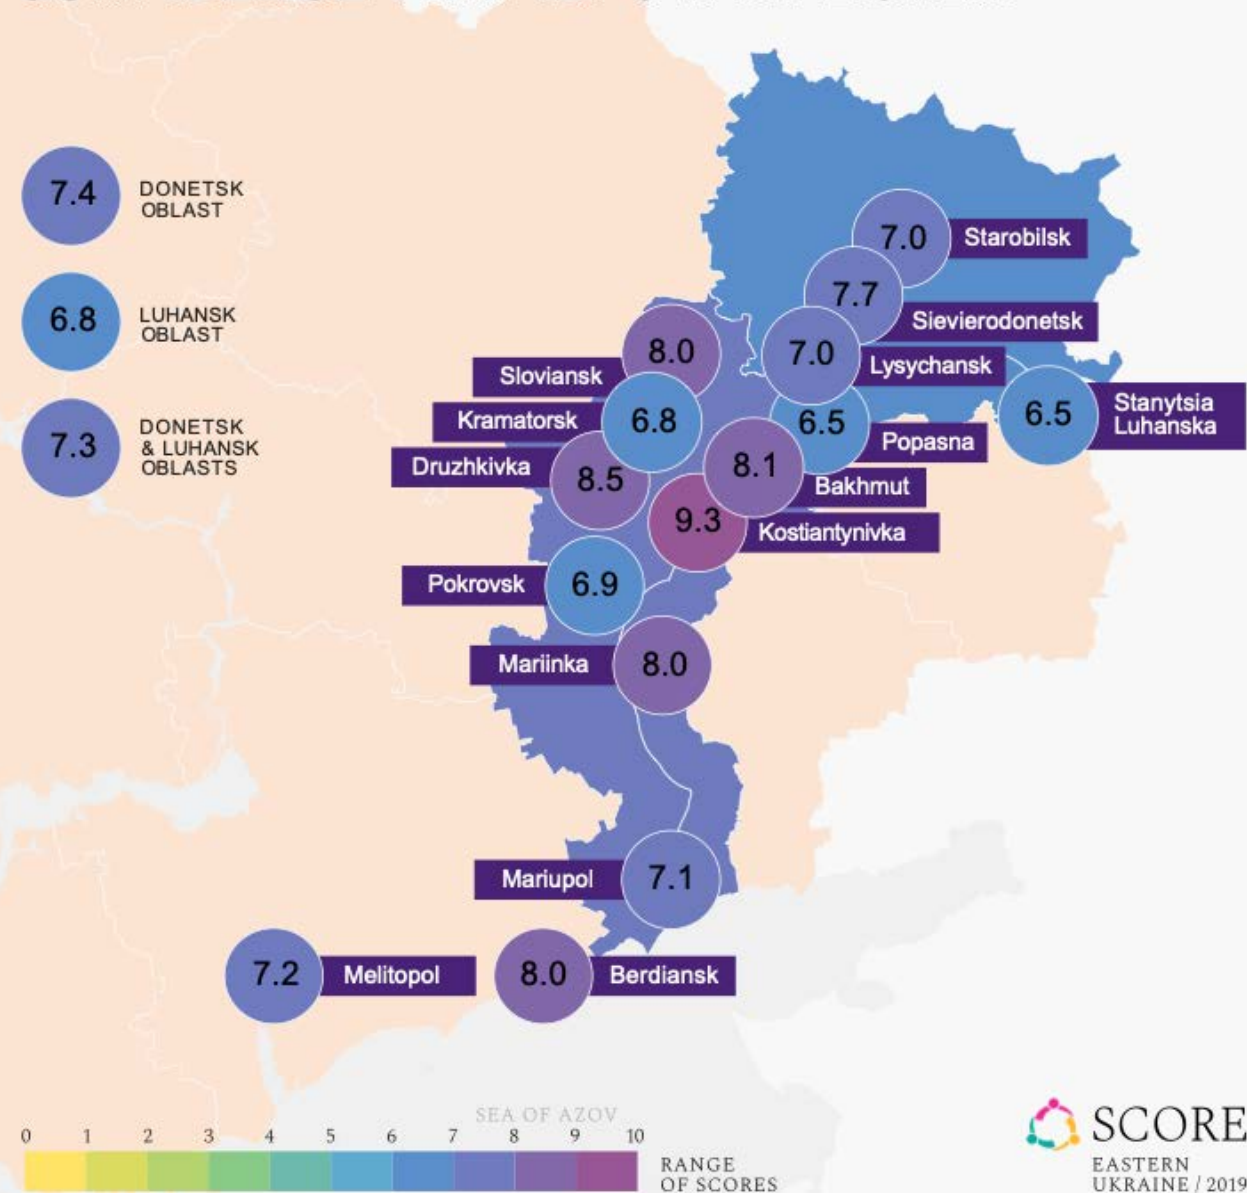 7.4
DONETSK
OBLAST
6.8
LUHANSK
OBLAST
7.3
DONETSK
& LUHANSK
OBLASTS
7.0
Starobilsk
7.7
Sievierodonetsk
8.0
Sloviansk
7.0
Lysychansk
6.8
Kramatorsk
6.5
Popasna
6.5
Stanytsia
Luhanska
8.5
Druzhkivka
8.1
Bakhmut
9.3
Kostiantynivka
Pokrovsk
6.9
Mariinka
8.0
Mariupol
7.1
7.2
Melitopol
8.0
Berdiansk
SEA OF AZOV
0 1 2 3 4 5 6 7 8 9 10
RANGE
OF SCORES
SCORE
EASTERN
UKRAINE / 2019